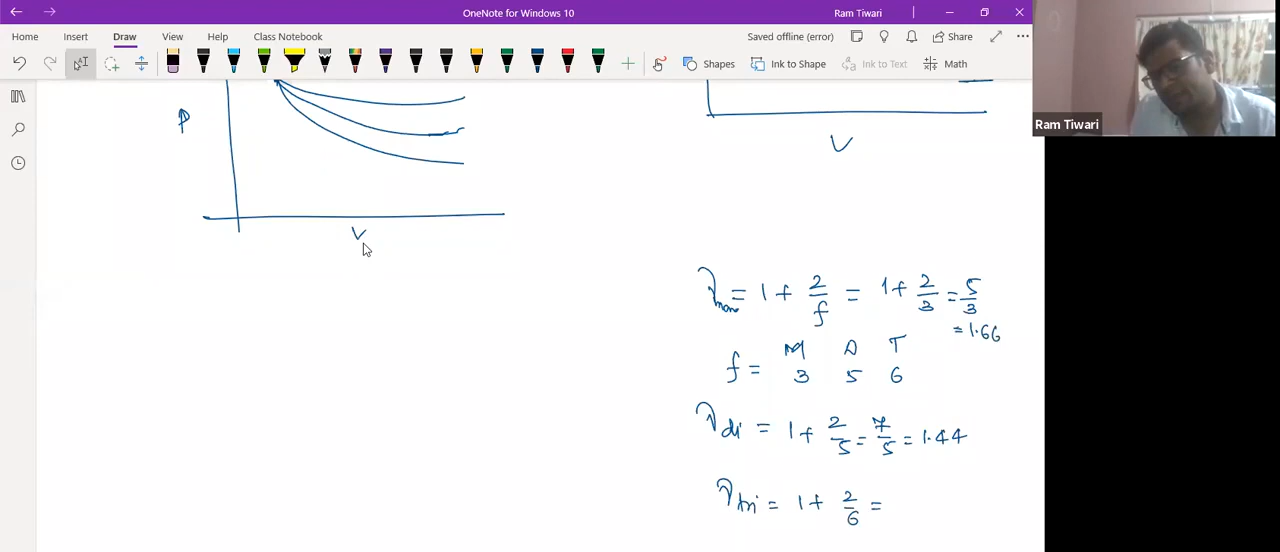 OneNote for Windows 10
Ram Tiwari
Home Insert Draw View Help Class Notebook
Saved offline (error)
Share
Shapes
Ink to Shape
Ink to Text
Math
Ram Tiwari
P
V
V
γmono = 1 + 2/f = 1 + 2/3 = 5/3
= 1.66
M D T
f = 3 5 6
γdi = 1 + 2/5 = 7/5 = 1.44
γtri = 1 + 2/6 =